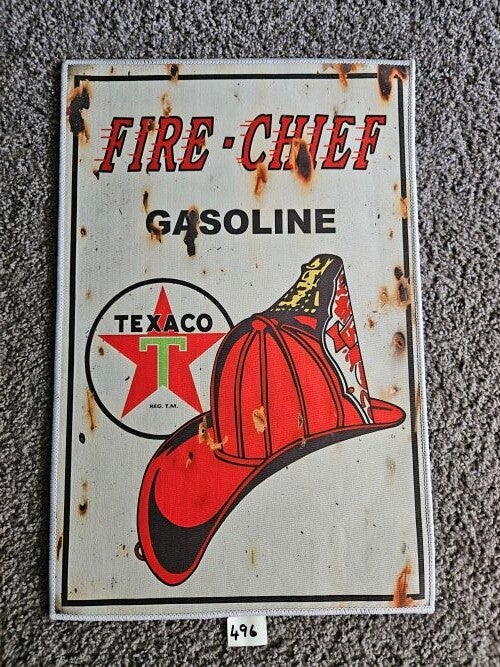 FIRE-CHIEF
GASOLINE
TEXACO
T
REG. T.M.
496